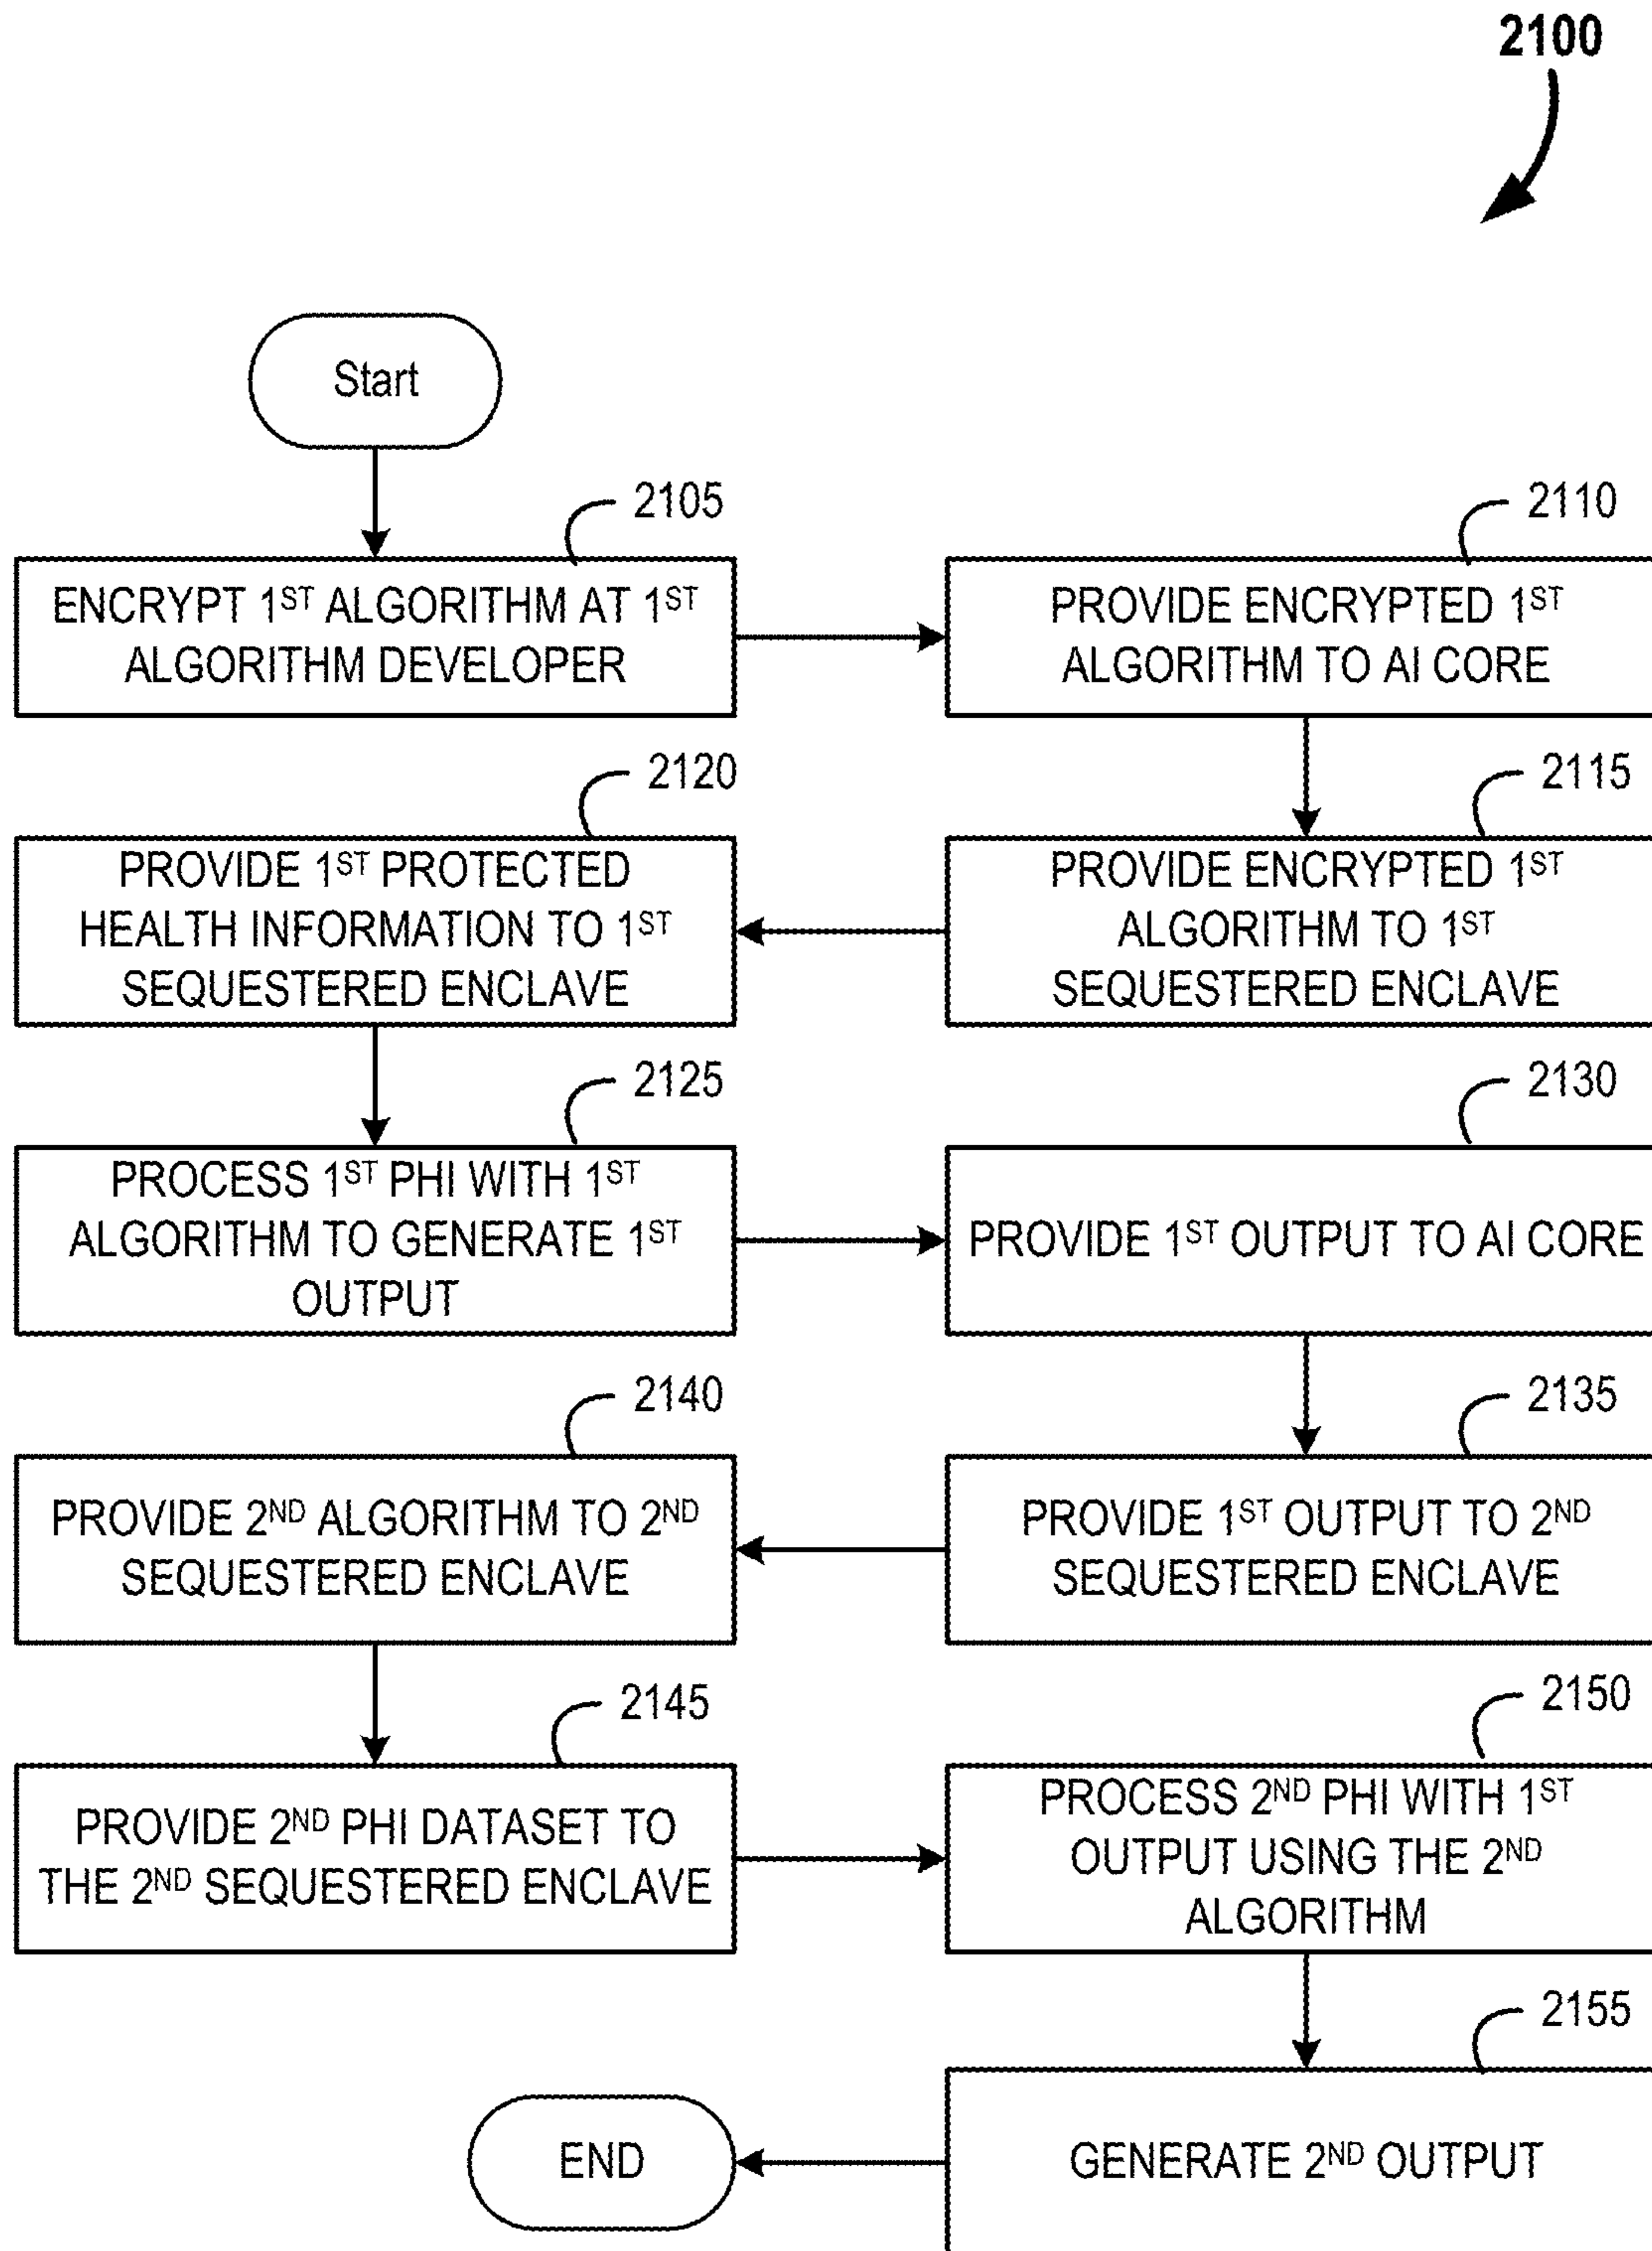 2100
Start
2105
ENCRYPT 1ST ALGORITHM AT 1ST
ALGORITHM DEVELOPER
2110
PROVIDE ENCRYPTED 1ST
ALGORITHM TO AI CORE
2115
PROVIDE ENCRYPTED 1ST
ALGORITHM TO 1ST
SEQUESTERED ENCLAVE
2120
PROVIDE 1ST PROTECTED
HEALTH INFORMATION TO 1ST
SEQUESTERED ENCLAVE
2125
PROCESS 1ST PHI WITH 1ST
ALGORITHM TO GENERATE 1ST
OUTPUT
2130
PROVIDE 1ST OUTPUT TO AI CORE
2135
PROVIDE 1ST OUTPUT TO 2ND
SEQUESTERED ENCLAVE
2140
PROVIDE 2ND ALGORITHM TO 2ND
SEQUESTERED ENCLAVE
2145
PROVIDE 2ND PHI DATASET TO
THE 2ND SEQUESTERED ENCLAVE
2150
PROCESS 2ND PHI WITH 1ST
OUTPUT USING THE 2ND
ALGORITHM
2155
GENERATE 2ND OUTPUT
END